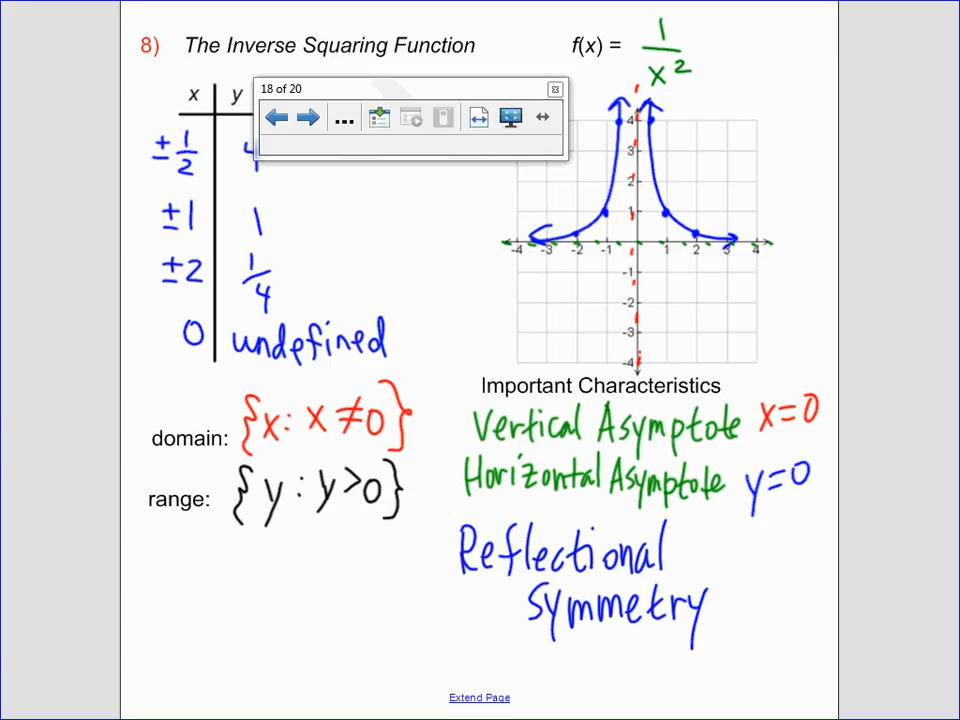 8) The Inverse Squaring Function f(x) = 1/x²
x y
18 of 20
...
± 1/2 4
±1 1
±2 1/4
0 undefined
4
3
2
1
-4 -3 -2 -1 1 2 3 4
-1
-2
-3
-4
Important Characteristics
domain: {x: x ≠ 0}
range: {y : y > 0}
Vertical Asymptote x=0
Horizontal Asymptote y=0
Reflectional
Symmetry
Extend Page